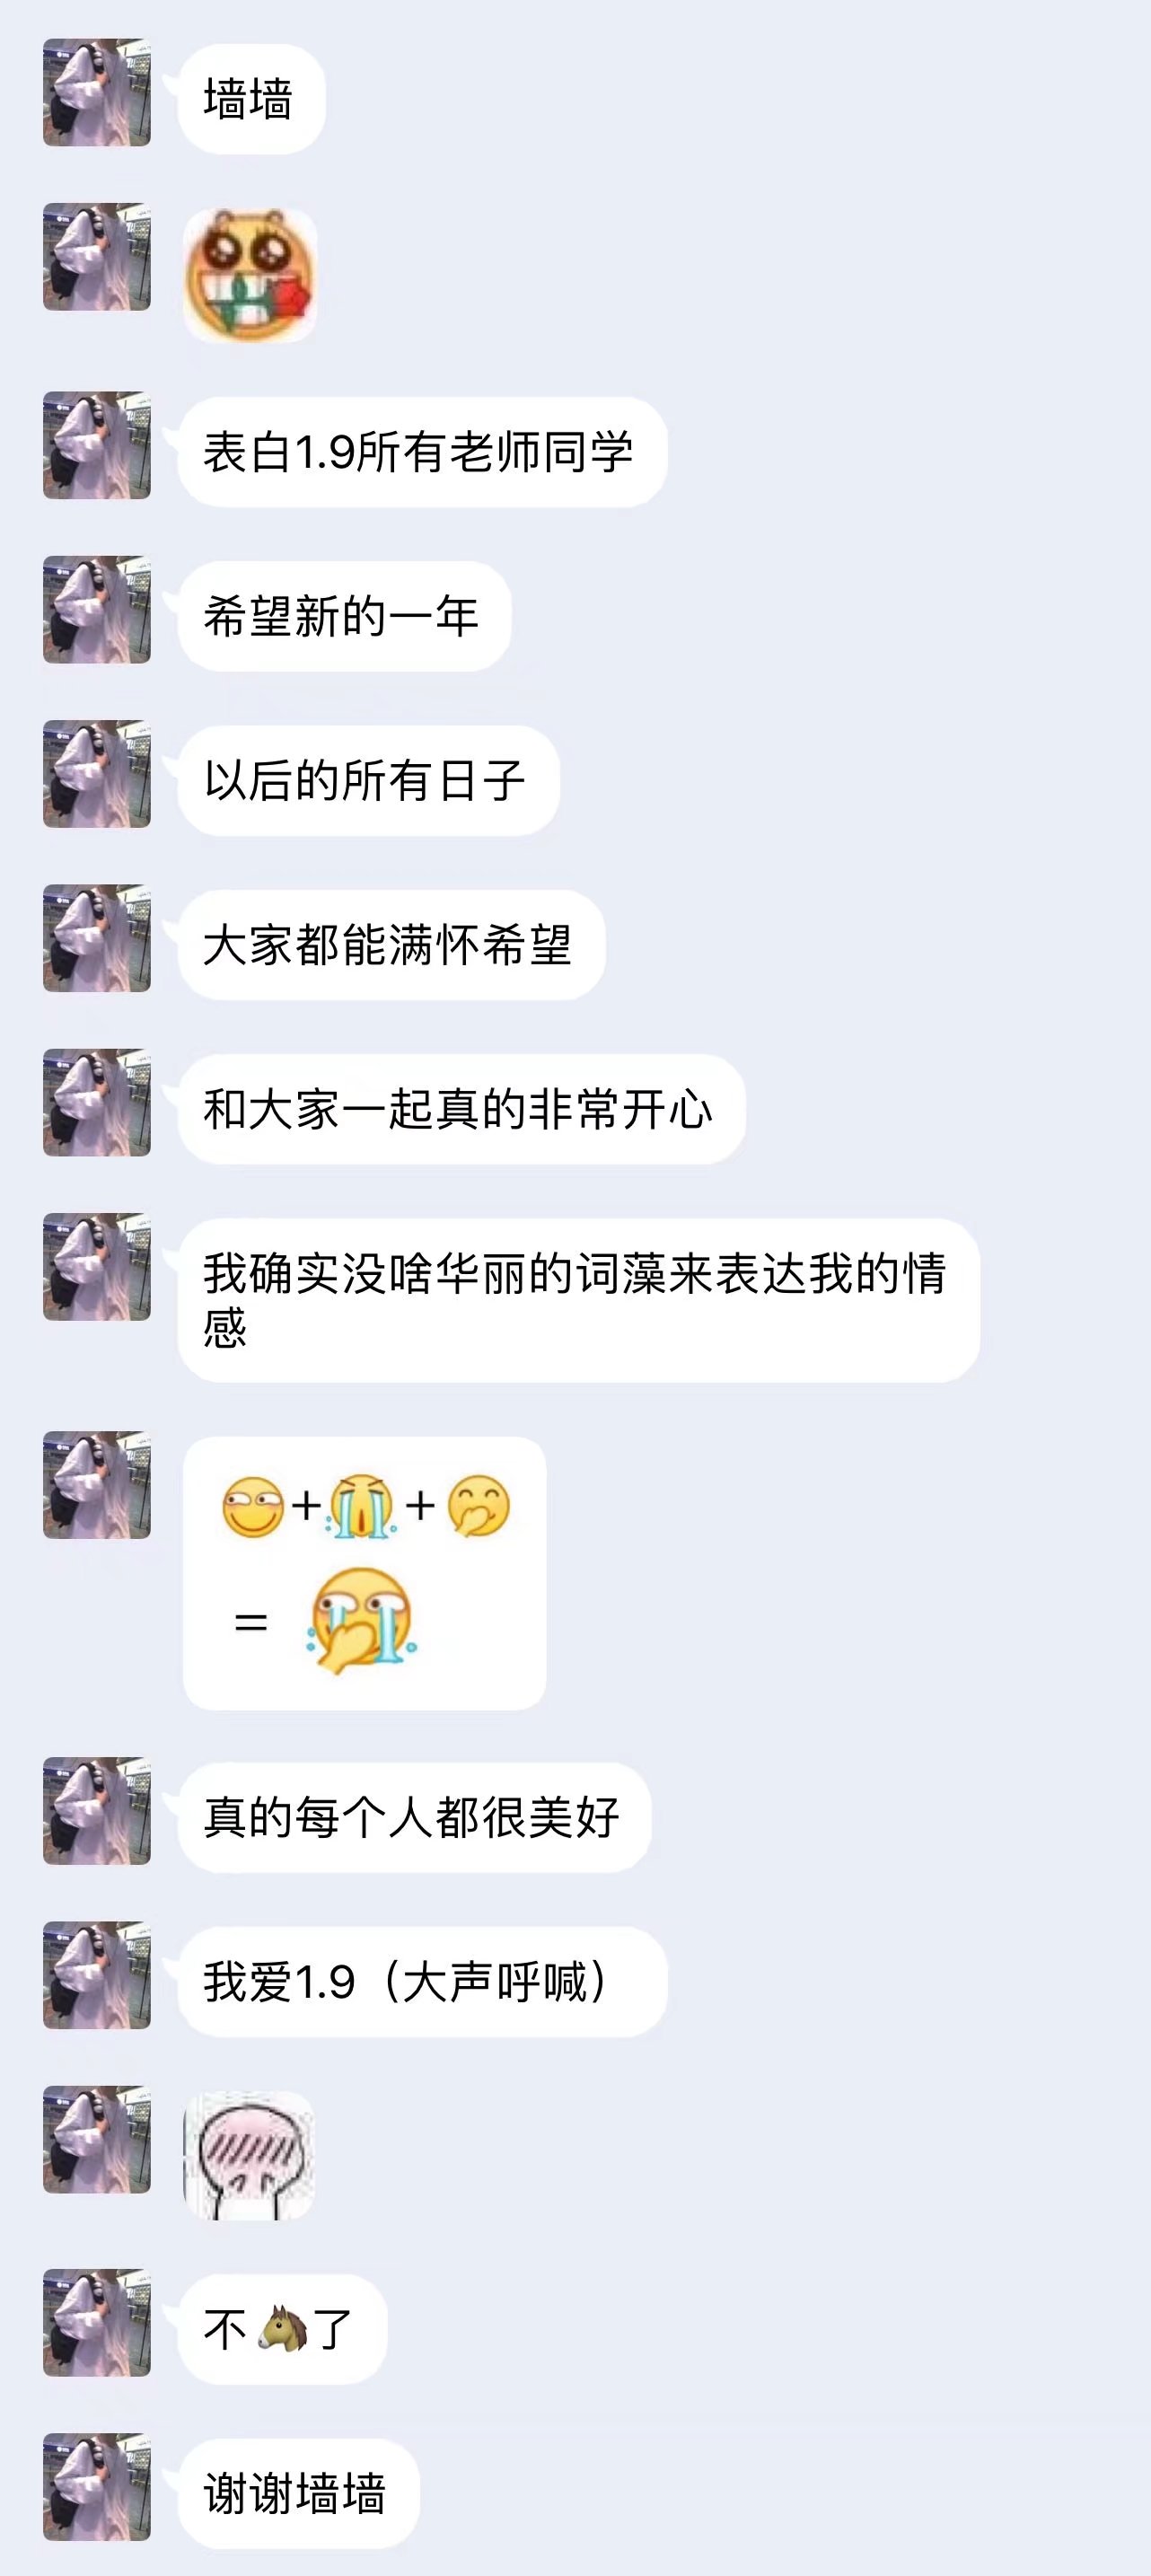 墙墙
表白1.9所有老师同学
希望新的一年
以后的所有日子
大家都能满怀希望
和大家一起真的非常开心
我确实没啥华丽的词藻来表达我的情
感
++
=
真的每个人都很美好
我爱1.9（大声呼喊）
不🐴了
谢谢墙墙